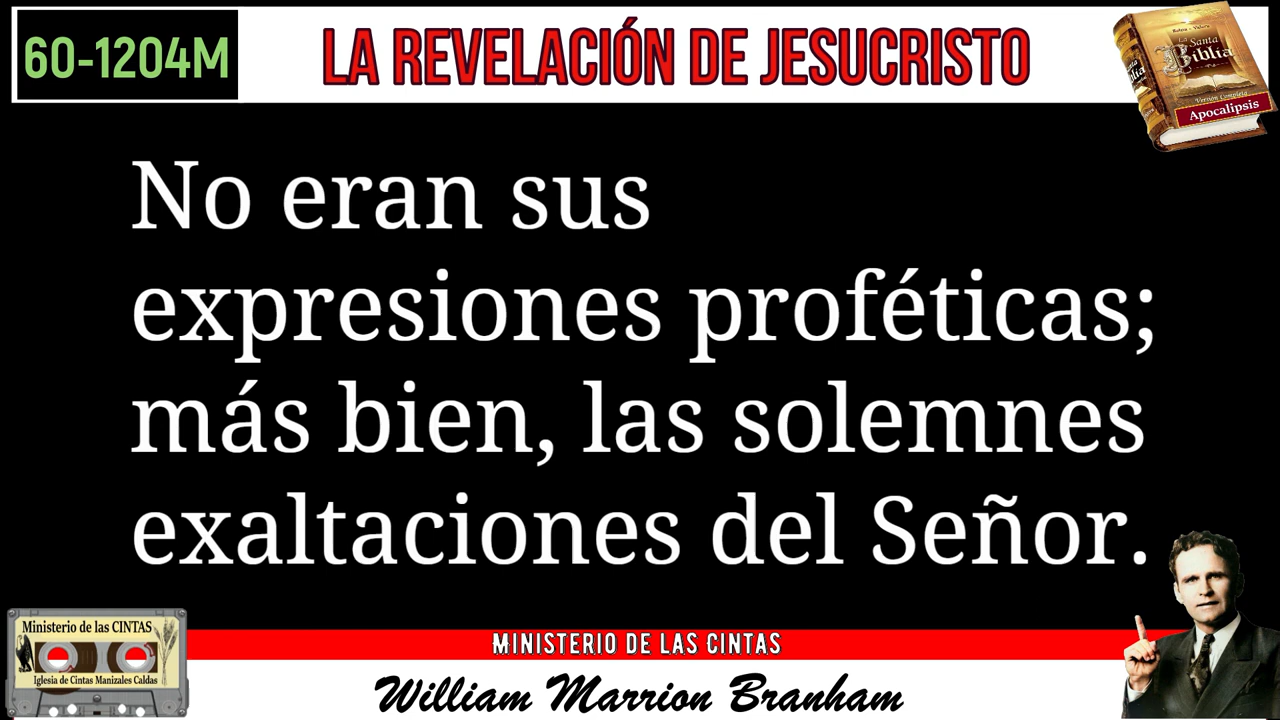 60-1204M
LA REVELACIÓN DE JESUCRISTO
La Santa
Biblia
Versión Completa
Apocalipsis
No eran sus
expresiones proféticas;
más bien, las solemnes
exaltaciones del Señor.
Ministerio de las CINTAS
Iglesia de Cintas Manizales Caldas
MINISTERIO DE LAS CINTAS
William Marrion Branham